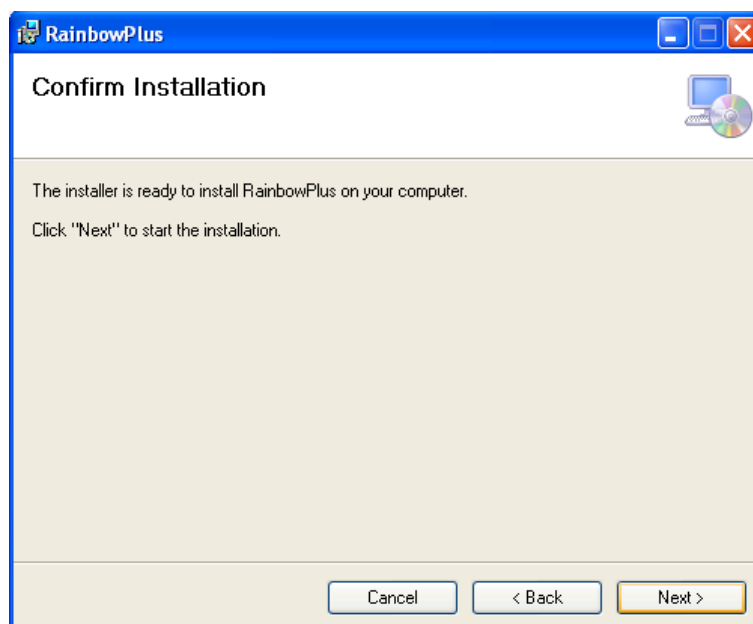 RainbowPlus
Confirm Installation
The installer is ready to install RainbowPlus on your computer.
Click "Next" to start the installation.
Cancel
< Back
Next >